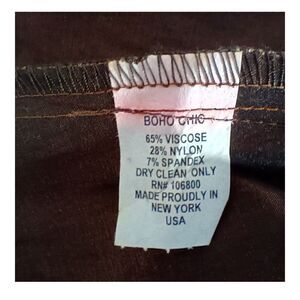 BOHO CHIC
65% VISCOSE
28% NYLON
7% SPANDEX
DRY CLEAN ONLY
RN# 106800
MADE PROUDLY IN
NEW YORK
USA